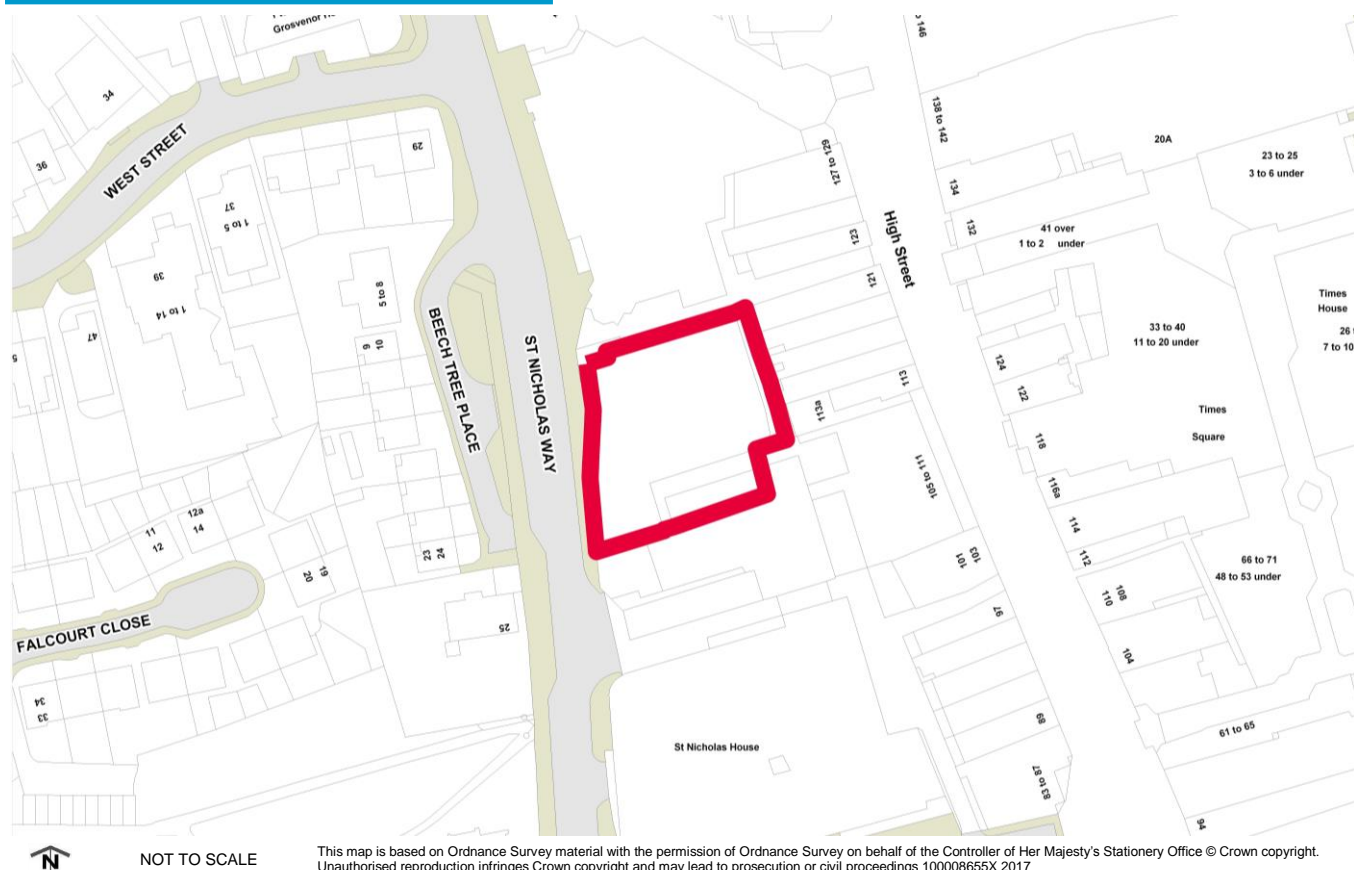 Grosvenor
146
34
36
WEST STREET
29
37
1 to 5
39
1 to 14
47
5
5 to 8
10
9
BEECH TREE PLACE
ST NICHOLAS WAY
138 to 142
134
132
127 to 129
123
121
High Street
20A
23 to 25
3 to 6 under
41 over
1 to 2 under
Times
House
26
7 to 10
33 to 40
11 to 20 under
124
122
Times
Square
113
113a
118
116a
114
112
105 to 111
103
101
108
110
104
97
66 to 71
48 to 53 under
61 to 65
89
83 to 87
94
12a
14
11
12
19
20
23
24
25
FALCOURT CLOSE
34
33
St Nicholas House
N
NOT TO SCALE
This map is based on Ordnance Survey material with the permission of Ordnance Survey on behalf of the Controller of Her Majesty's Stationery Office © Crown copyright.
Unauthorised reproduction infringes Crown copyright and may lead to prosecution or civil proceedings 100008655X 2017